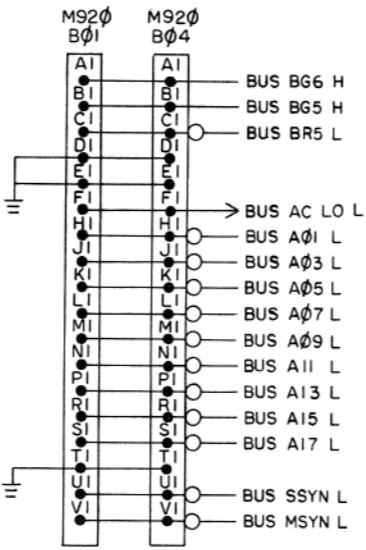 M920 M920
BØ1 BØ4
A1 A1 BUS BG6 H
B1 B1 BUS BG5 H
C1 C1 BUS BR5 L
D1 D1
E1 E1
F1 F1 BUS AC LO L
H1 H1 BUS AØ1 L
J1 J1 BUS AØ3 L
K1 K1 BUS AØ5 L
L1 L1 BUS AØ7 L
M1 M1 BUS AØ9 L
N1 N1 BUS A11 L
P1 P1 BUS A13 L
R1 R1 BUS A15 L
S1 S1 BUS A17 L
T1 T1
U1 U1 BUS SSYN L
V1 V1 BUS MSYN L